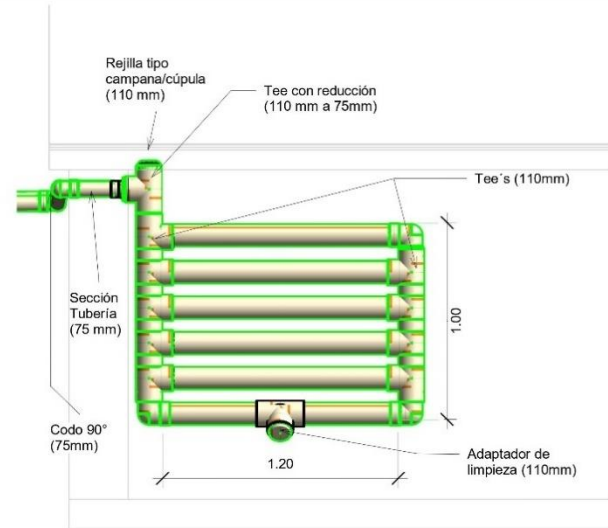 Rejilla tipo
campana/cúpula
(110 mm)
Tee con reducción
(110 mm a 75mm)
Tee´s (110mm)
Sección
Tubería
(75 mm)
1.00
Codo 90°
(75mm)
1.20
Adaptador de
limpieza (110mm)